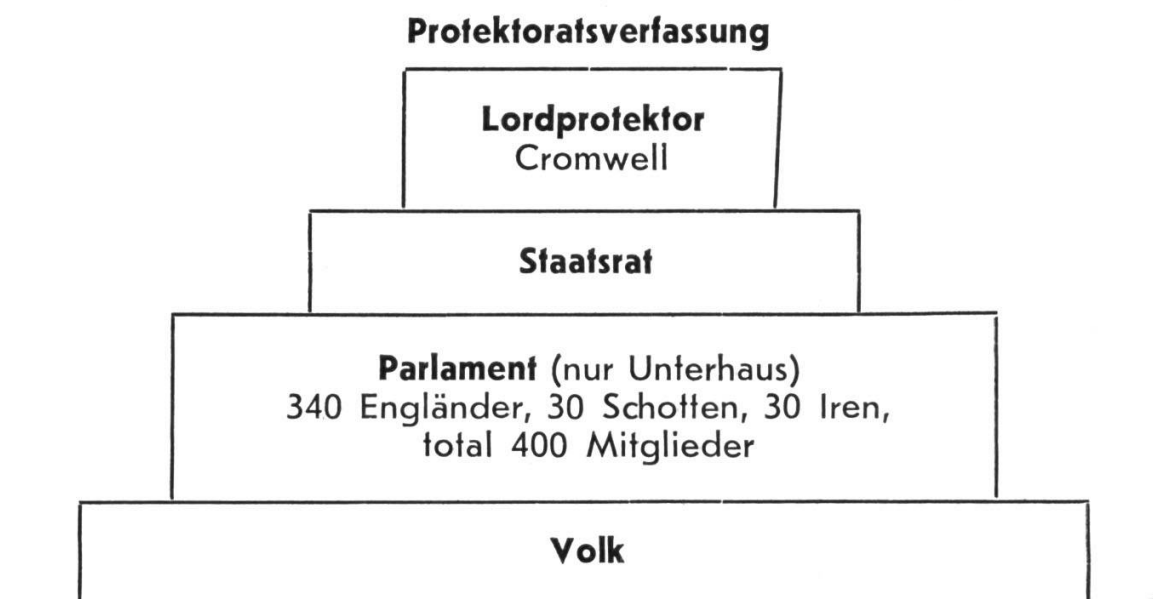 Protektoratsverfassung
Lordprotektor
Cromwell
Staatsrat
Parlament (nur Unterhaus)
340 Engländer, 30 Schotten, 30 Iren,
total 400 Mitglieder
Volk